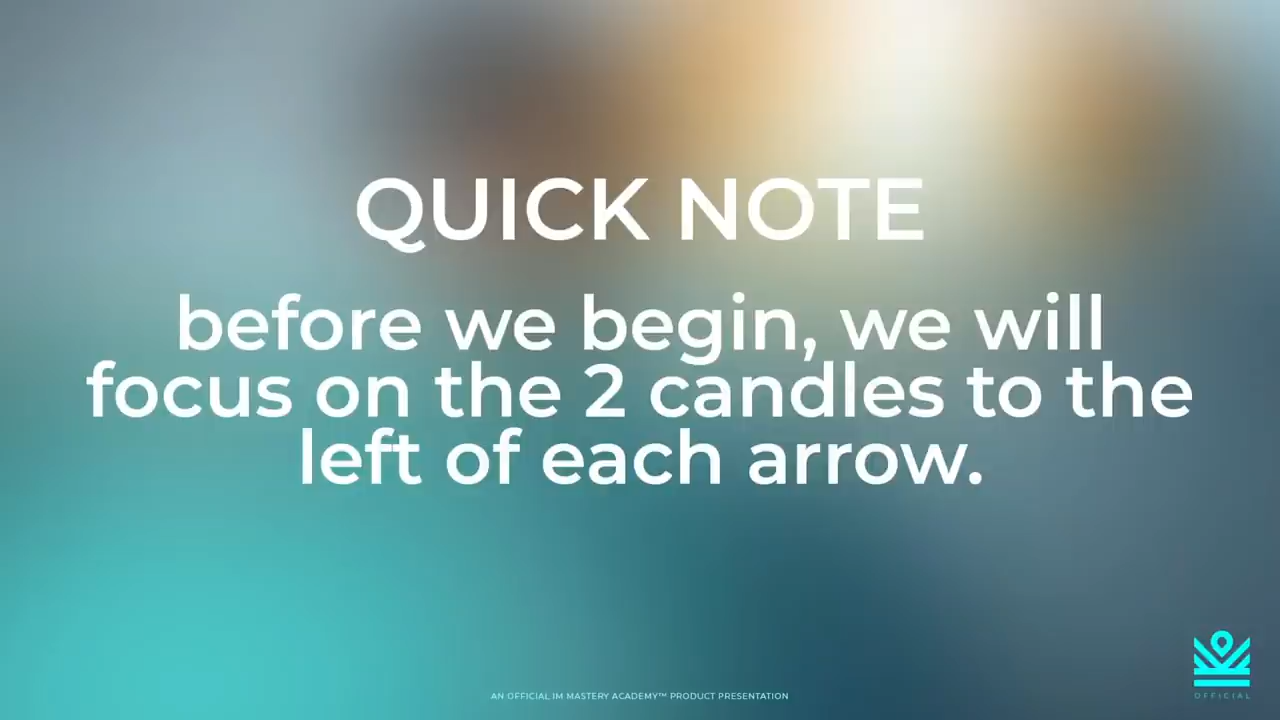 QUICK NOTE
before we begin, we will
focus on the 2 candles to the
left of each arrow.
AN OFFICIAL IM MASTERY ACADEMY™ PRODUCT PRESENTATION
OFFICIAL